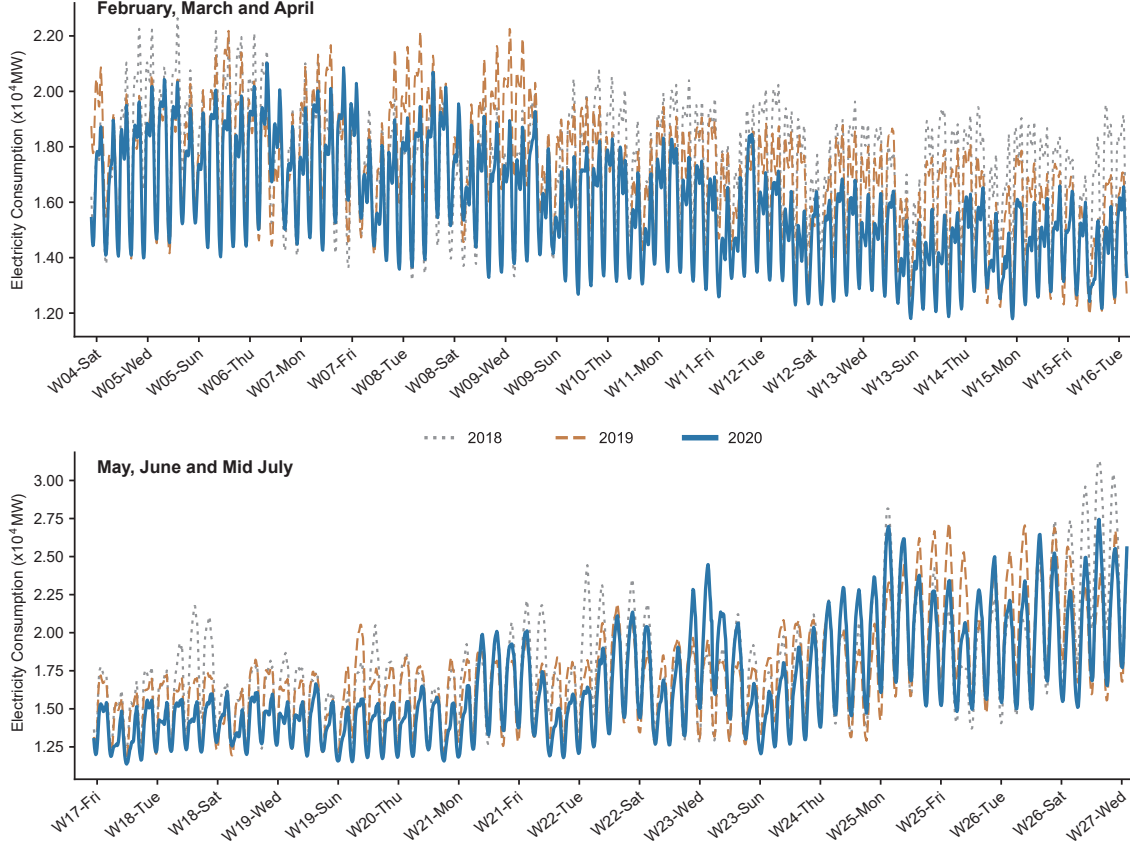 February, March and April
Electricity Consumption (x10⁴ MW)
2.20
2.00
1.80
1.60
1.40
1.20
W04-Sat
W05-Wed
W05-Sun
W06-Thu
W07-Mon
W07-Fri
W08-Tue
W08-Sat
W09-Wed
W09-Sun
W10-Thu
W11-Mon
W11-Fri
W12-Tue
W12-Sat
W13-Wed
W13-Sun
W14-Thu
W15-Mon
W15-Fri
W16-Tue
2018
2019
2020
May, June and Mid July
Electricity Consumption (x10⁴ MW)
3.00
2.75
2.50
2.25
2.00
1.75
1.50
1.25
W17-Fri
W18-Tue
W18-Sat
W19-Wed
W19-Sun
W20-Thu
W21-Mon
W21-Fri
W22-Tue
W22-Sat
W23-Wed
W23-Sun
W24-Thu
W25-Mon
W25-Fri
W26-Tue
W26-Sat
W27-Wed